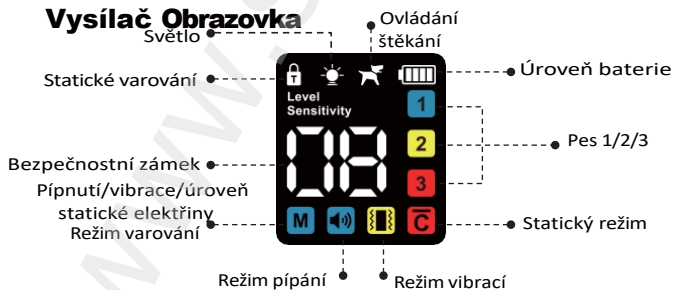 Vysílač Obrazovka
Světlo
Ovládání
štěkání
Statické varování
Úroveň baterie
T
Level
Sensitivity
1
2
3
08
Pes 1/2/3
Bezpečnostní zámek
Pípnutí/vibrace/úroveň
statické elektřiny
Režim varování
M
C
Statický režim
Režim pípání
Režim vibrací